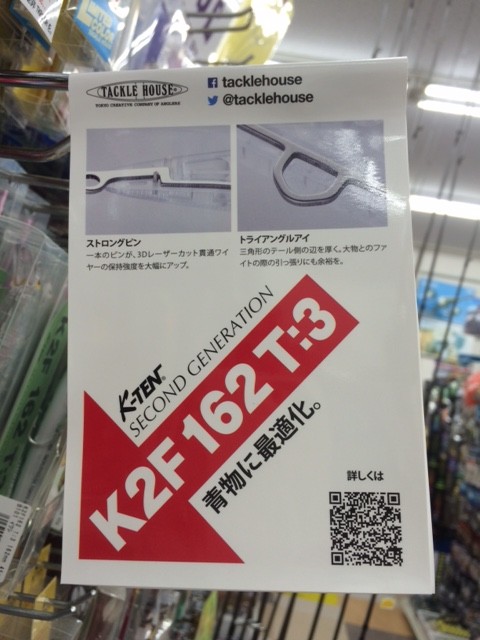 TACKLE HOUSE
TOKYO CREATIVE COMPANY OF ANGLERS
tacklehouse
@tacklehouse
ストロングピン
一本のピンが、3Dレーザーカット貫通ワイ
ヤーの保持強度を大幅にアップ。
トライアングルアイ
三角形のテール側の辺を厚く。大物とのファ
イトの際の引っ張りにも余裕を。
K-TEN
SECOND GENERATION
K2F 162 T:3
青物に最適化。
詳しくは
K2F 162